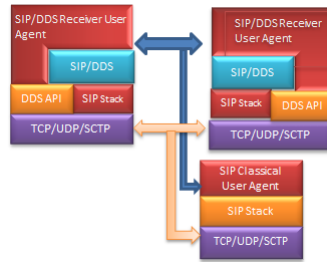 SIP/DDS Receiver User
Agent
SIP/DDS
DDS API
SIP Stack
TCP/UDP/SCTP
SIP/DDS Receiver
User Agent
SIP/DDS
SIP Stack
DDS API
TCP/UDP/SCTP
SIP Classical
User Agent
SIP Stack
TCP/UDP/SCTP